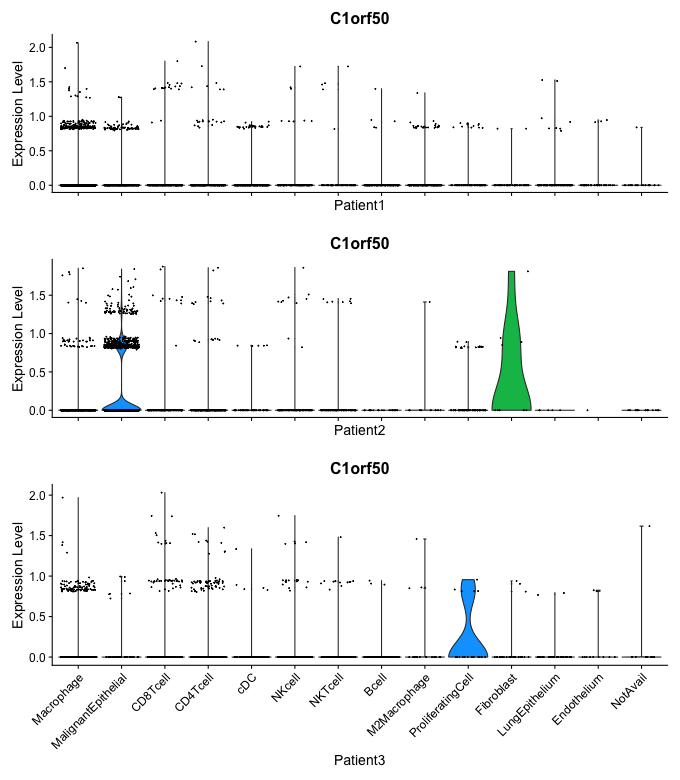 C1orf50
Expression Level
2.0
1.5
1.0
0.5
0.0
Patient1
C1orf50
Expression Level
1.5
1.0
0.5
0.0
Patient2
C1orf50
Expression Level
2.0
1.5
1.0
0.5
0.0
Macrophage
MalignantEpithelial
CD8Tcell
CD4Tcell
cDC
NKcell
NKTcell
Bcell
M2Macrophage
ProliferatingCell
Fibroblast
LungEpithelium
Endothelium
NotAvail
Patient3